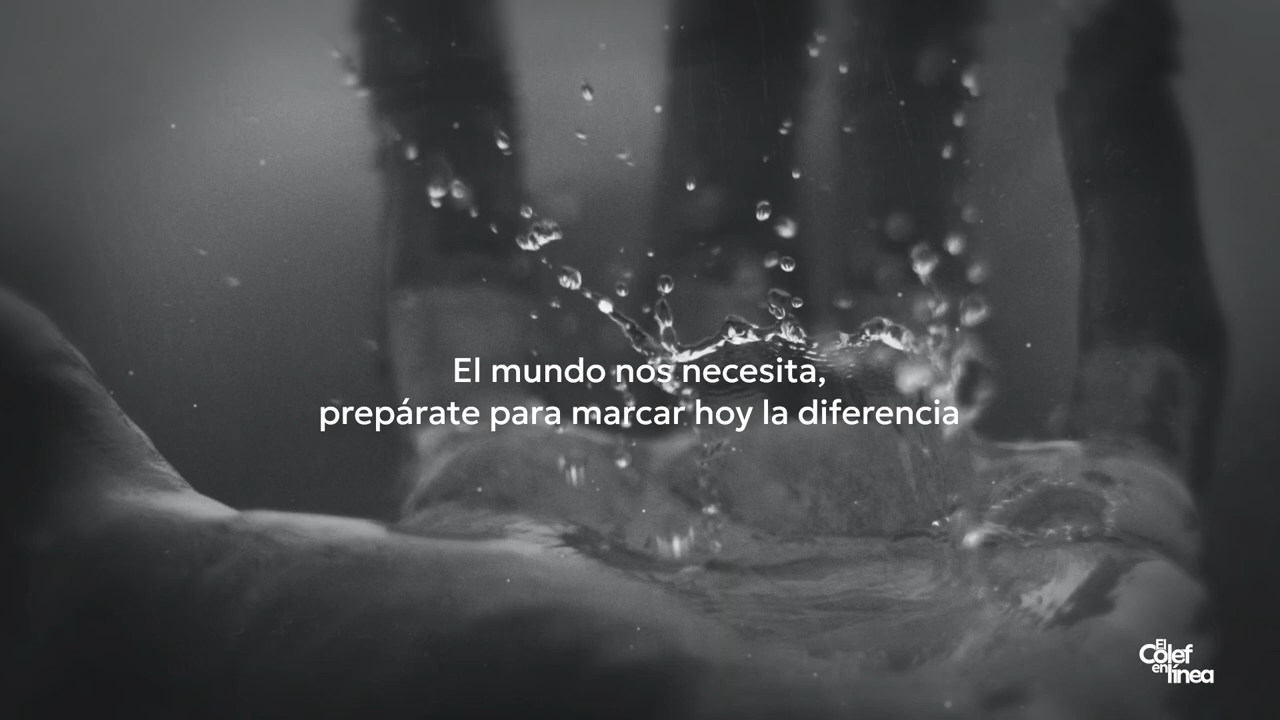 El mundo nos necesita,
prepárate para marcar hoy la diferencia
El
Colef
en
línea